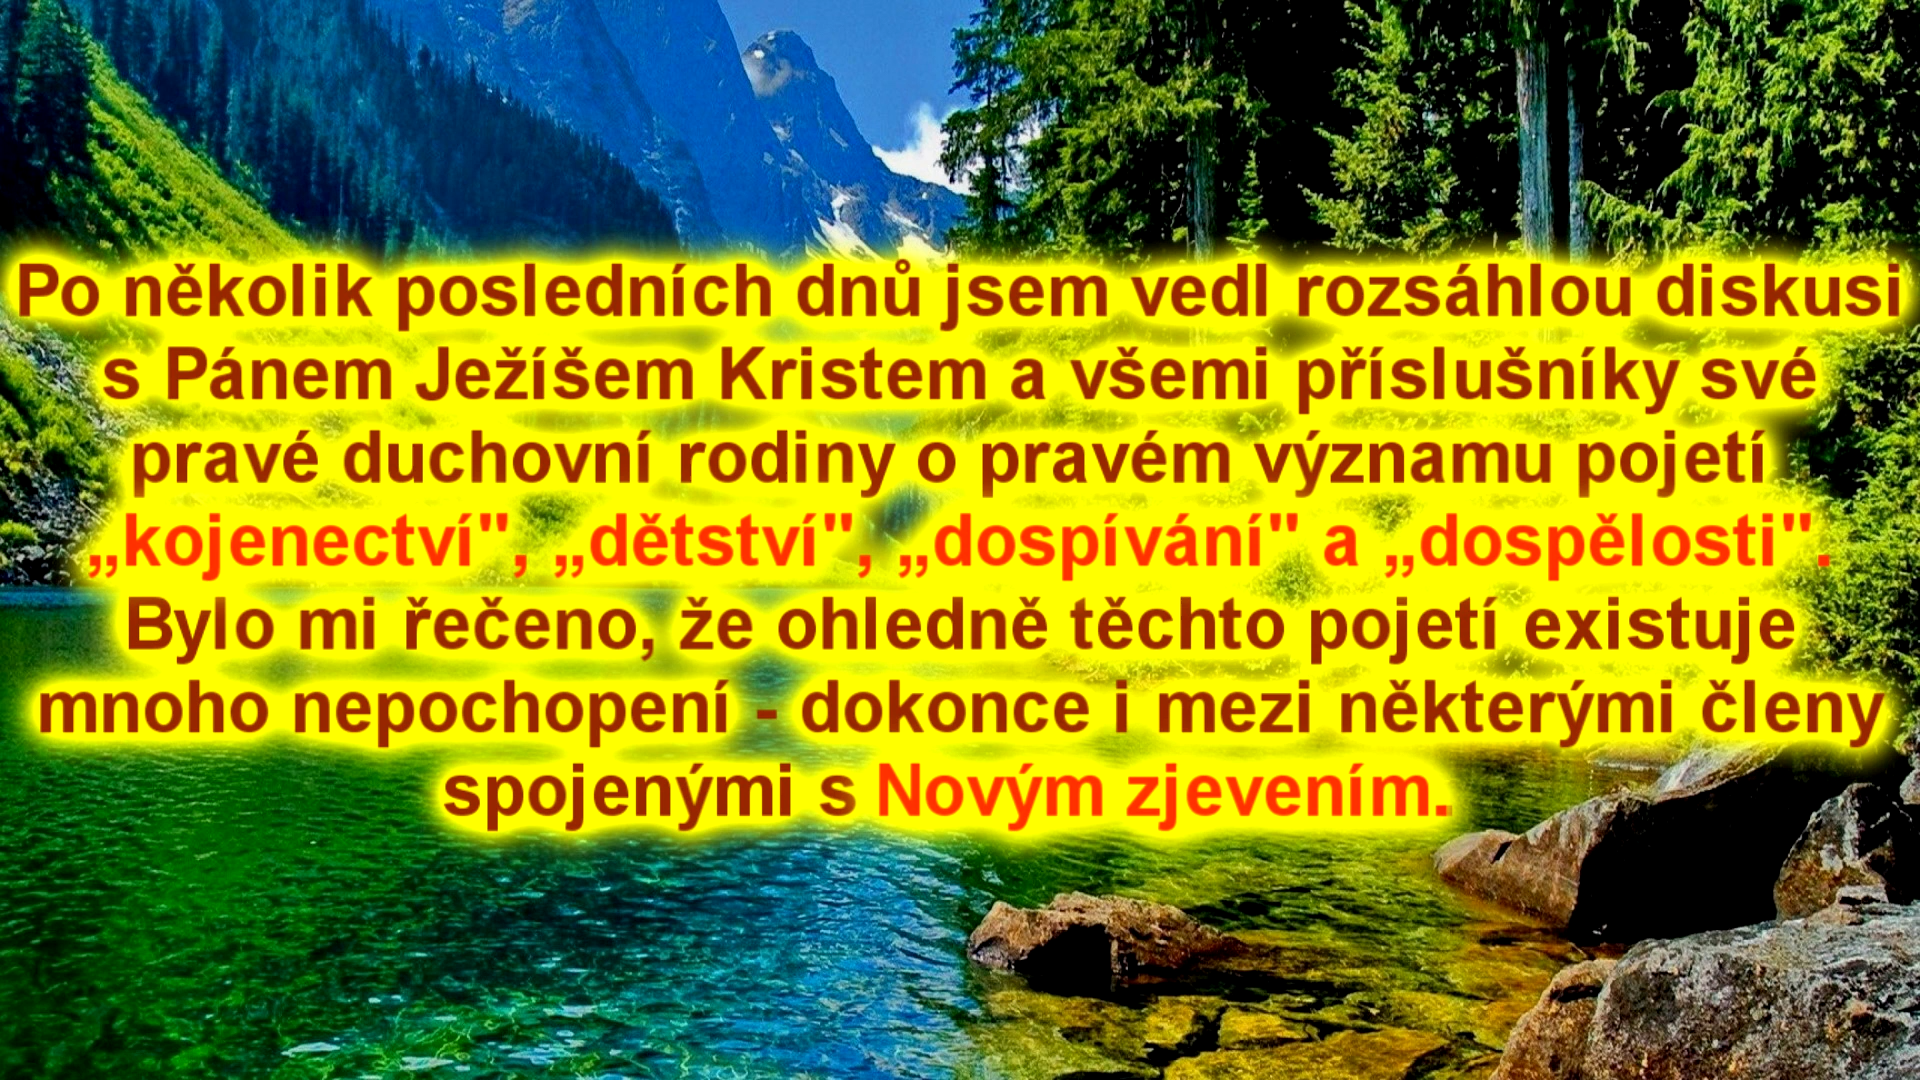 Po několik posledních dnů jsem vedl rozsáhlou diskusi
s Pánem Ježíšem Kristem a všemi příslušníky své
pravé duchovní rodiny o pravém významu pojetí
„kojenectví", „dětství", „dospívání" a „dospělosti".
Bylo mi řečeno, že ohledně těchto pojetí existuje
mnoho nepochopení - dokonce i mezi některými členy
spojenými s Novým zjevením.